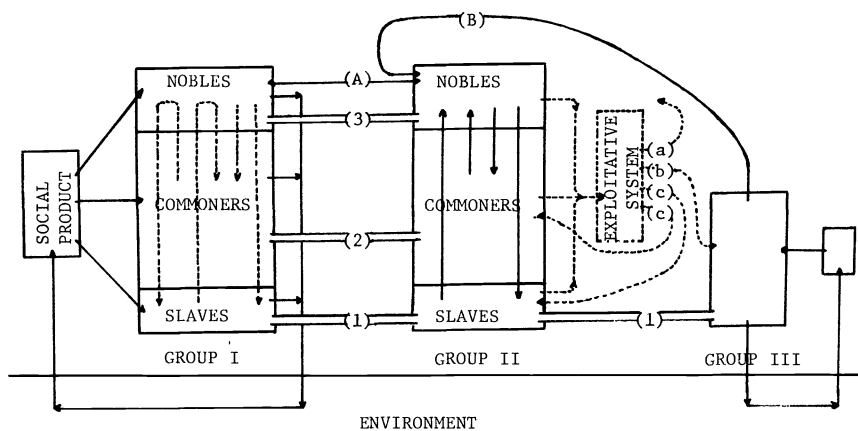 (B)
NOBLES
(A)
NOBLES
(3)
SOCIAL
PRODUCT
COMMONERS
(2)
COMMONERS
EXPLOITATIVE
SYSTEM
(a)
(b)
(c)
(c)
SLAVES
(1)
SLAVES
(1)
GROUP I
GROUP II
GROUP III
ENVIRONMENT